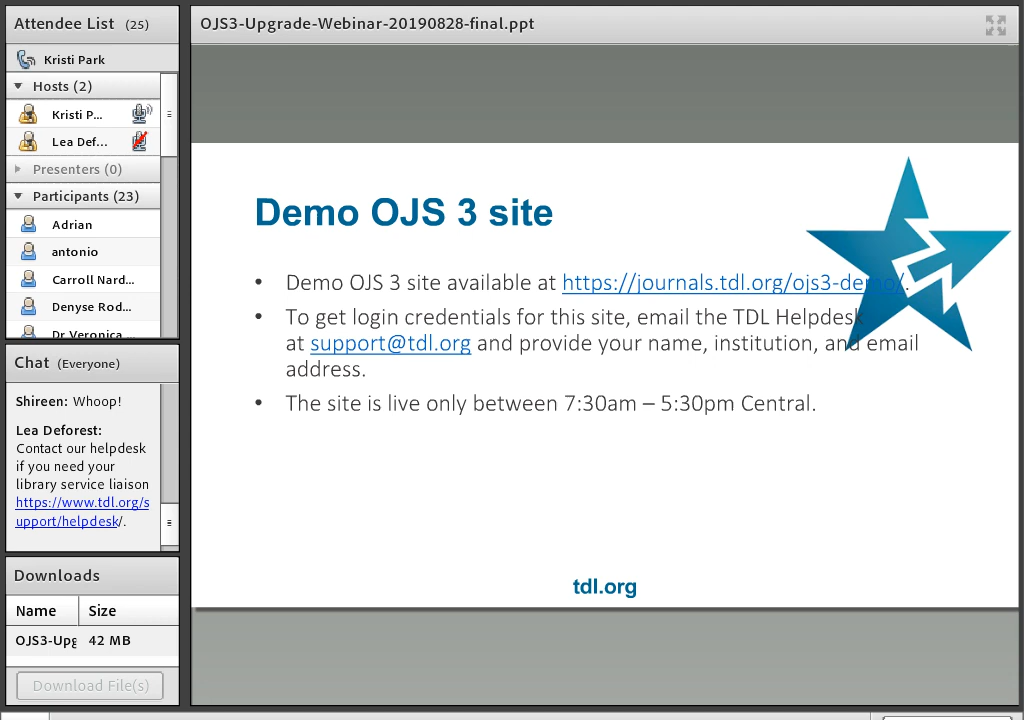 Attendee List (25)
Kristi Park
Hosts (2)
Kristi P...
Lea Def...
Presenters (0)
Participants (23)
Adrian
antonio
Carroll Nard...
Denyse Rod...
Dr Veronica ...
Chat (Everyone)
Shireen: Whoop!
Lea Deforest:
Contact our helpdesk
if you need your
library service liaison
https://www.tdl.org/s
upport/helpdesk/.
Downloads
Name Size
OJS3-Upg 42 MB
Download File(s)
OJS3-Upgrade-Webinar-20190828-final.ppt
Demo OJS 3 site
• Demo OJS 3 site available at https://journals.tdl.org/ojs3-demo/.
• To get login credentials for this site, email the TDL Helpdesk
at support@tdl.org and provide your name, institution, and email
address.
• The site is live only between 7:30am – 5:30pm Central.
tdl.org